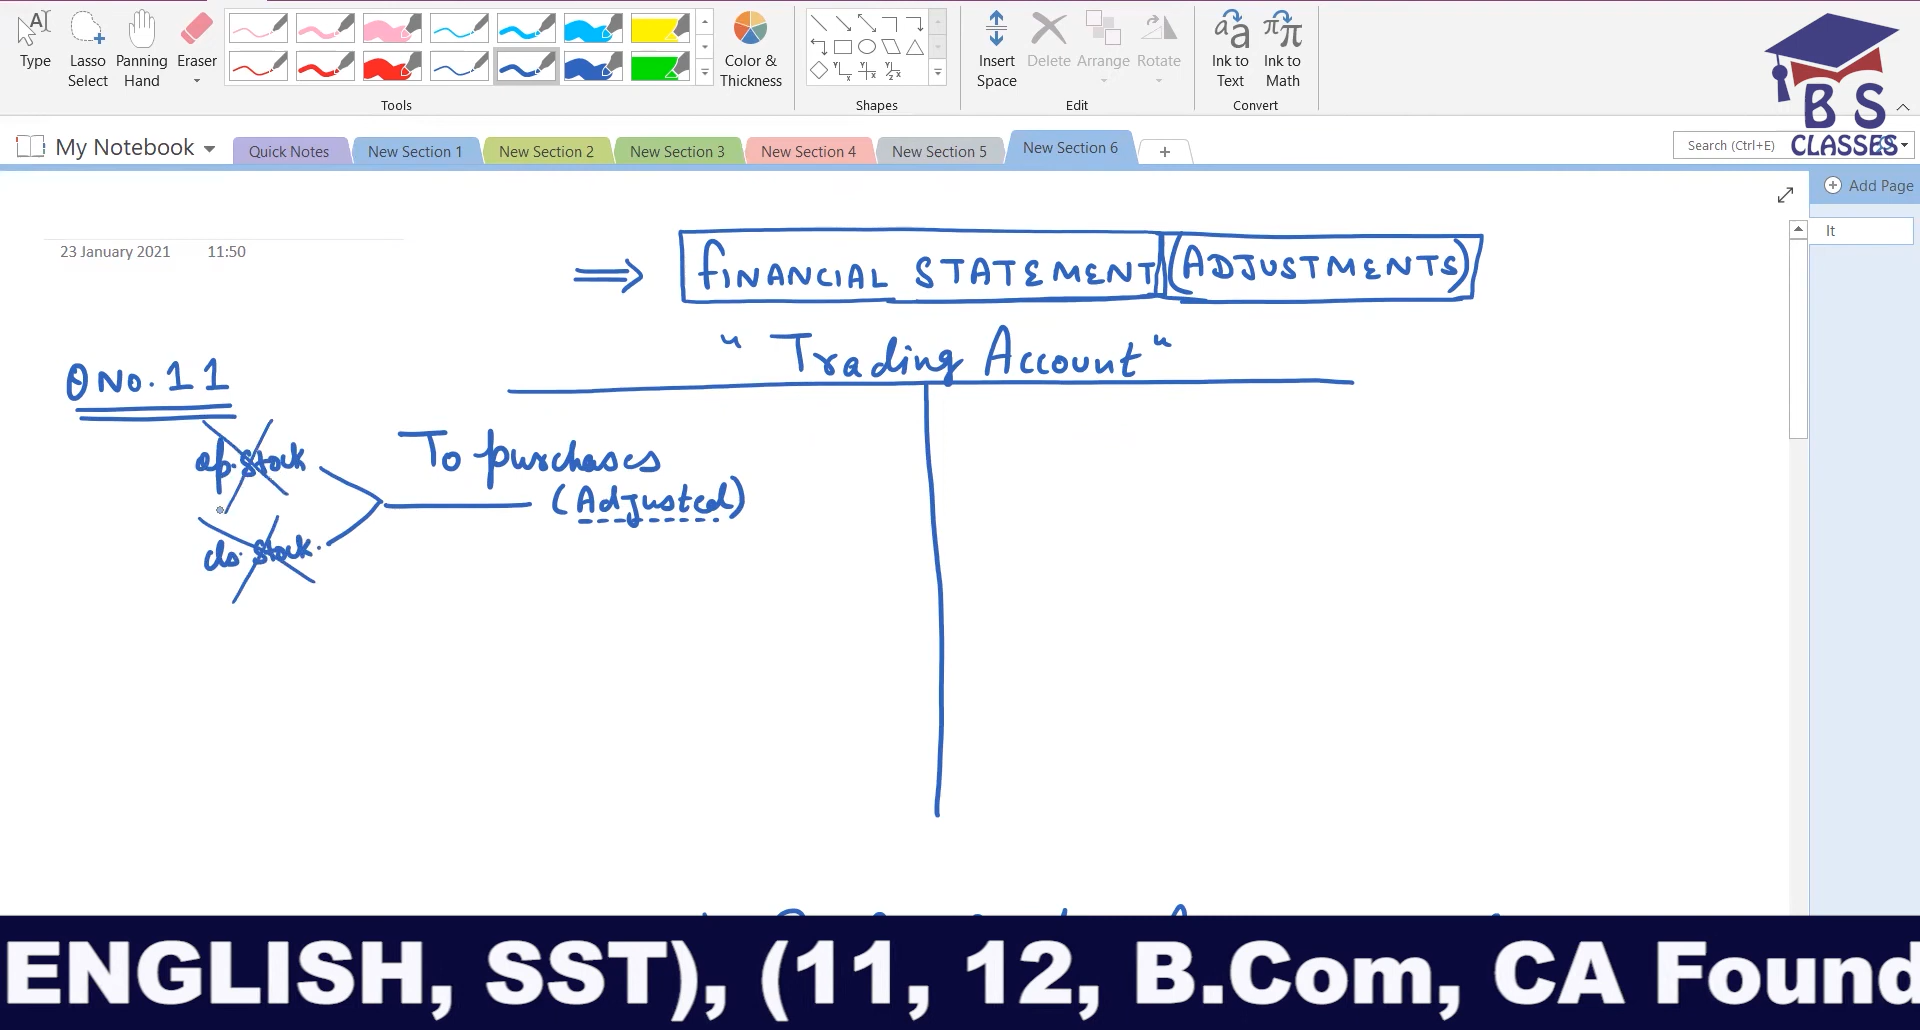 Type
Lasso Select
Panning Hand
Eraser
Color & Thickness
Insert Space
Delete
Arrange
Rotate
Ink to Text
Ink to Math
Tools
Shapes
Edit
Convert
B S
CLASSES
My Notebook
Quick Notes
New Section 1
New Section 2
New Section 3
New Section 4
New Section 5
New Section 6
Search (Ctrl+E)
Add Page
It
23 January 2021 11:50
⇒ FINANCIAL STATEMENT (ADJUSTMENTS)
" Trading Account "
Q No. 11
op. stock
To purchases
(Adjusted)
clo. stock.
ENGLISH, SST), (11, 12, B.Com, CA Found